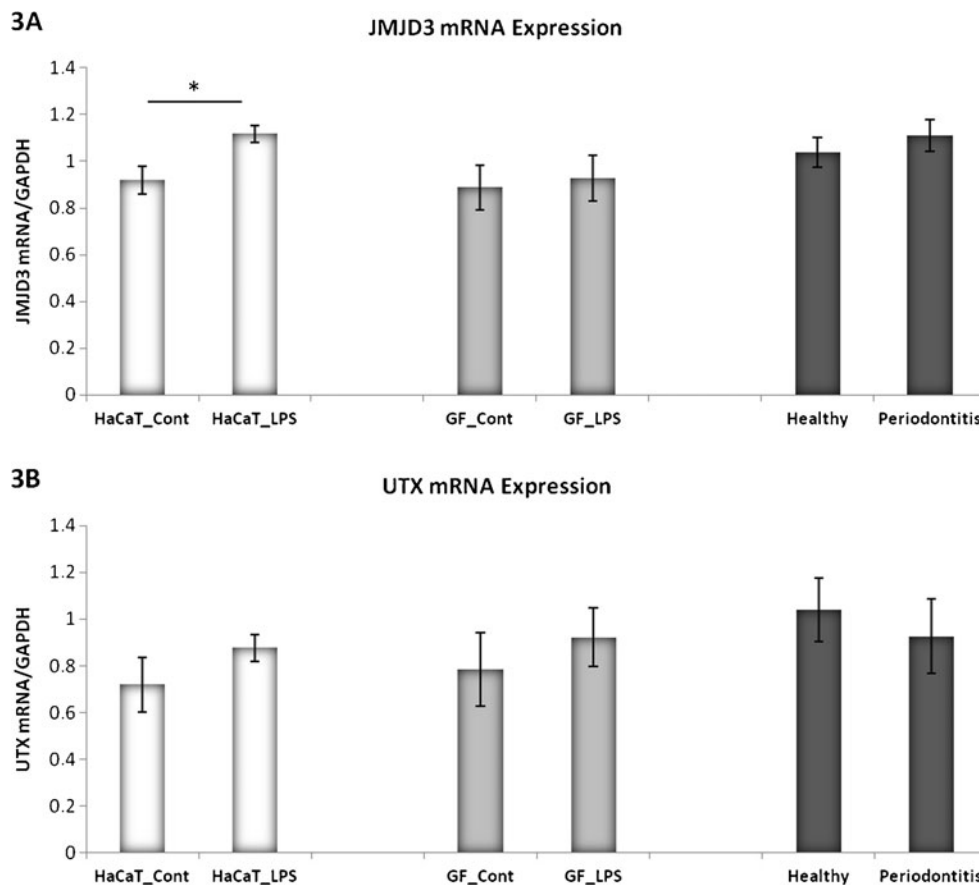 3A
JMJD3 mRNA Expression
JMJD3 mRNA/GAPDH
1.4
1.2
1
0.8
0.6
0.4
0.2
0
*
HaCaT_Cont HaCaT_LPS GF_Cont GF_LPS Healthy Periodontitis
3B
UTX mRNA Expression
UTX mRNA/GAPDH
1.4
1.2
1
0.8
0.6
0.4
0.2
0
HaCaT_Cont HaCaT_LPS GF_Cont GF_LPS Healthy Periodontitis